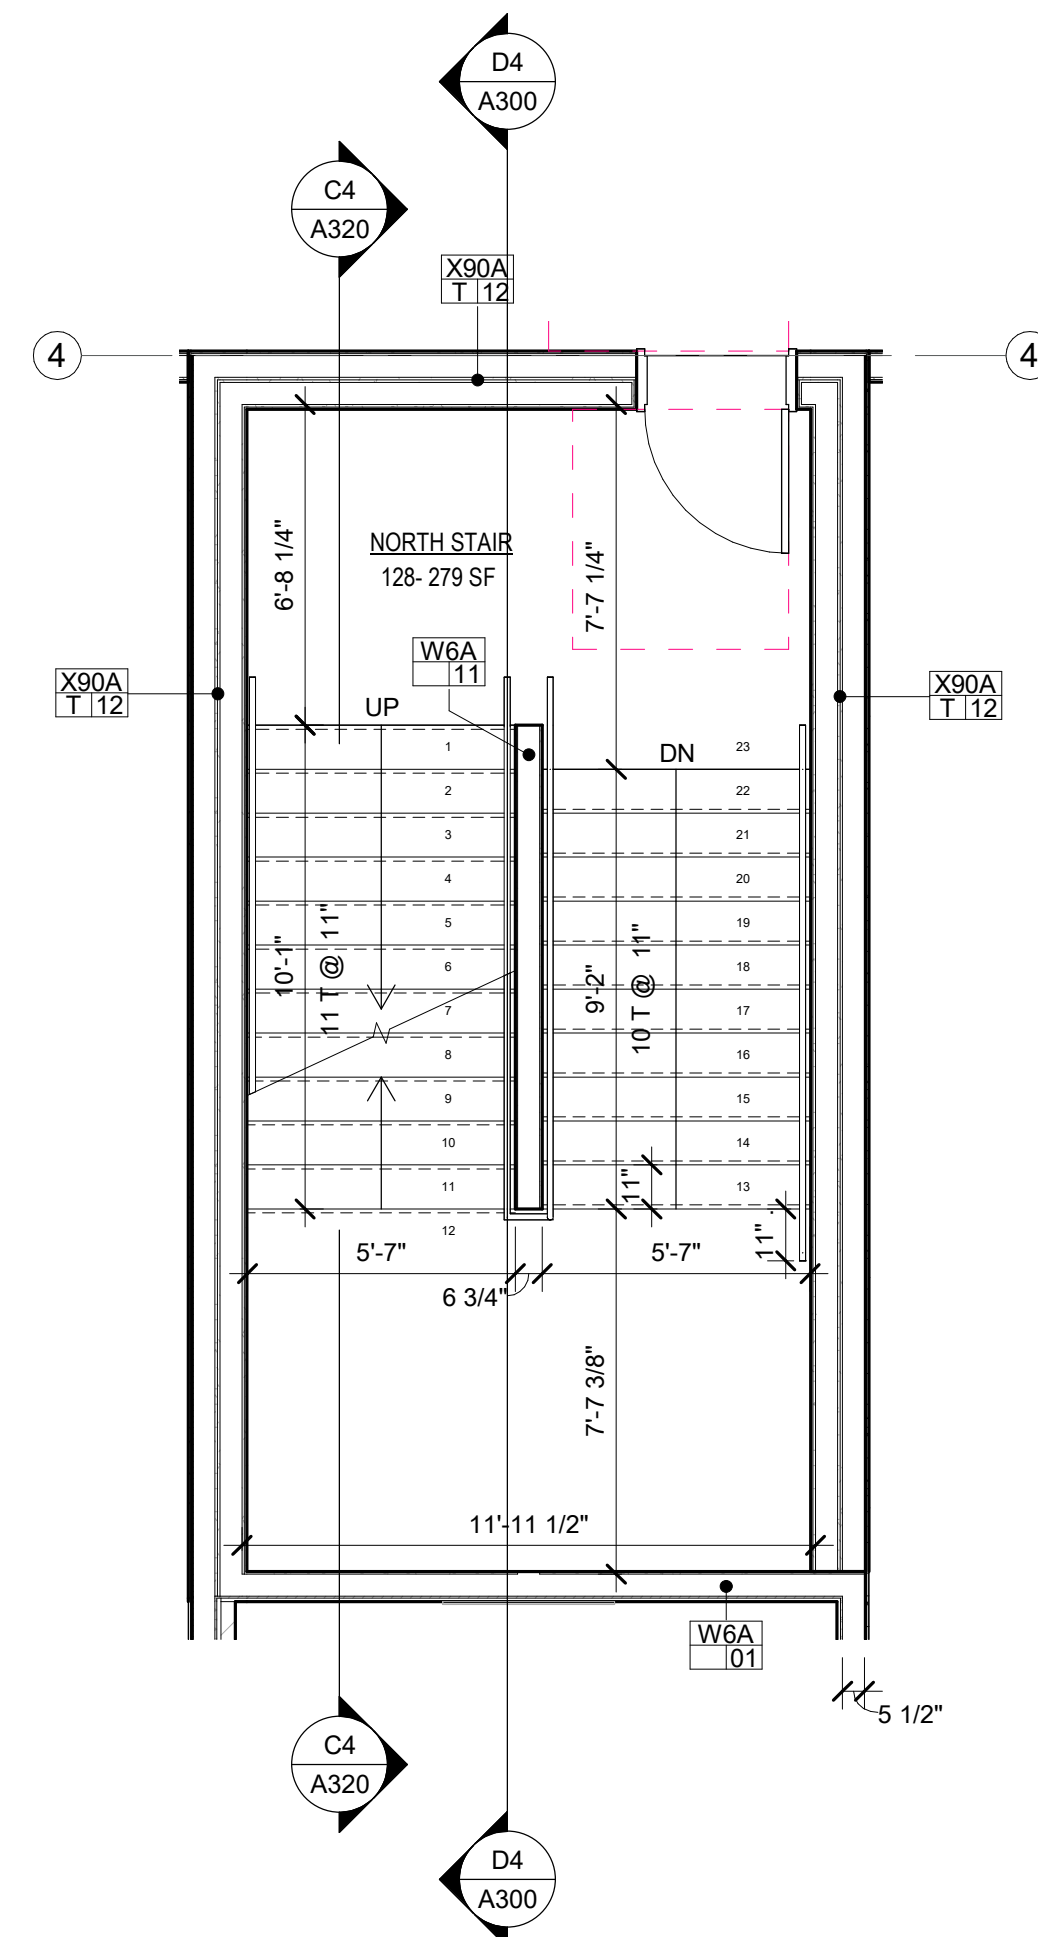 D4
A300
C4
A320
X90A
T 12
4
4
6'-8 1/4"
NORTH STAIR
128- 279 SF
7'-7 1/4"
W6A
11
X90A
T 12
X90A
T 12
UP
DN
1
2
3
4
5
6
7
8
9
10
11
12
23
22
21
20
19
18
17
16
15
14
13
10'-1"
11 T @ 11"
9'-2"
10 T @ 11"
11"
11"
5'-7"
5'-7"
6 3/4"
7'-7 3/8"
11'-11 1/2"
W6A
01
5 1/2"
C4
A320
D4
A300